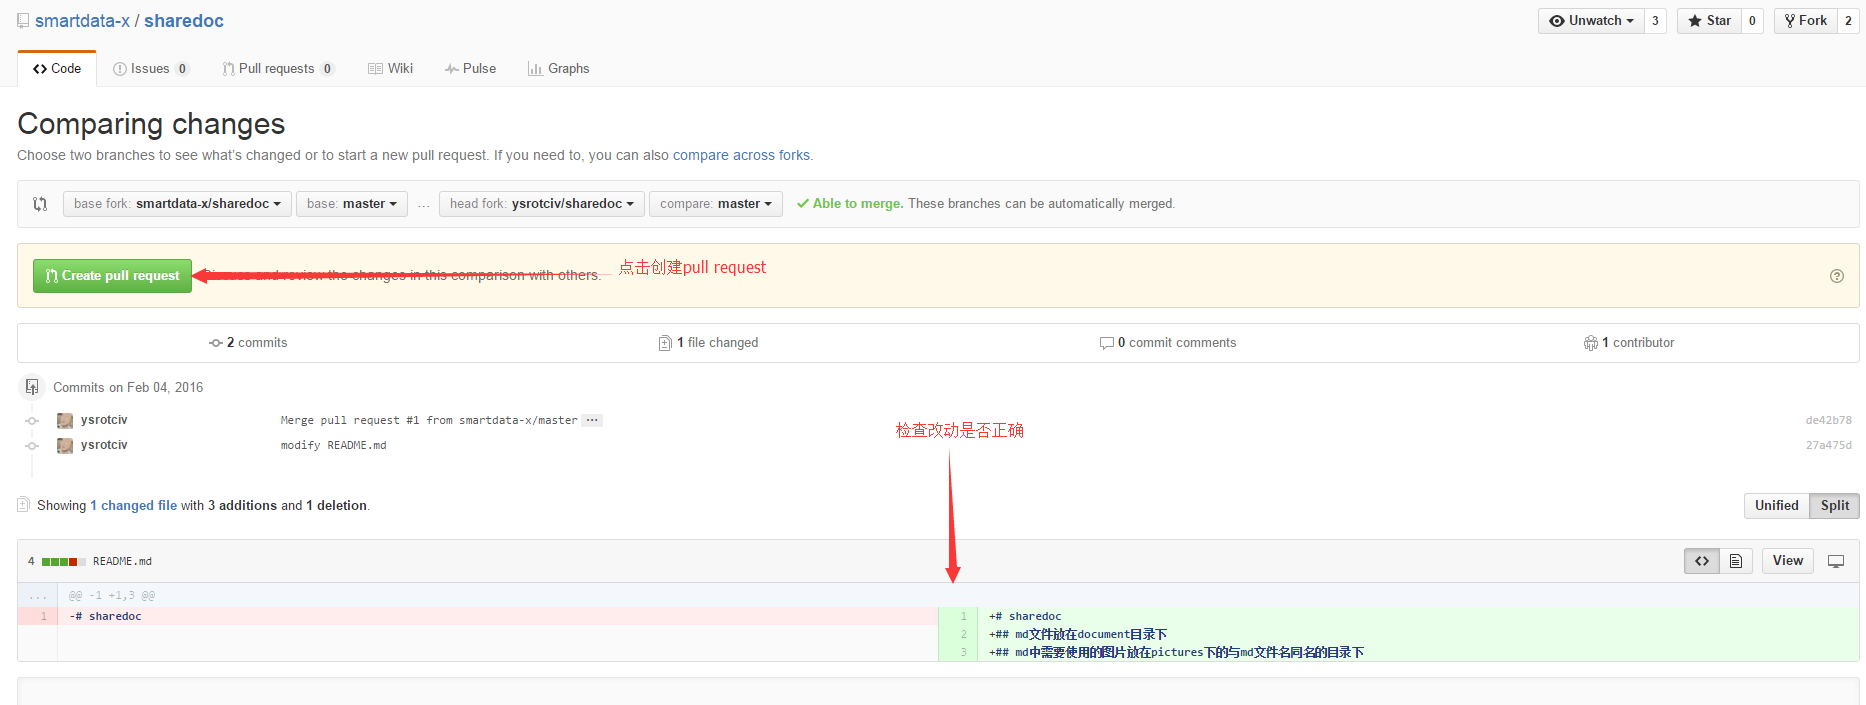 smartdata-x / sharedoc
Unwatch 3 Star 0 Fork 2
Code Issues 0 Pull requests 0 Wiki Pulse Graphs
Comparing changes
Choose two branches to see what's changed or to start a new pull request. If you need to, you can also compare across forks.
base fork: smartdata-x/sharedoc base: master ... head fork: ysrotciv/sharedoc compare: master Able to merge. These branches can be automatically merged.
Create pull request Discuss and review the changes in this comparison with others. 点击创建pull request
2 commits 1 file changed 0 commit comments 1 contributor
Commits on Feb 04, 2016
ysrotciv Merge pull request #1 from smartdata-x/master ... de42b78
ysrotciv modify README.md 27a475d
检查改动是否正确
Showing 1 changed file with 3 additions and 1 deletion. Unified Split
4 README.md <> View
... @@ -1 +1,3 @@
1 -# sharedoc 1 +# sharedoc
2 +## md文件放在document目录下
3 +## md中需要使用的图片放在pictures下的与md文件名同名的目录下